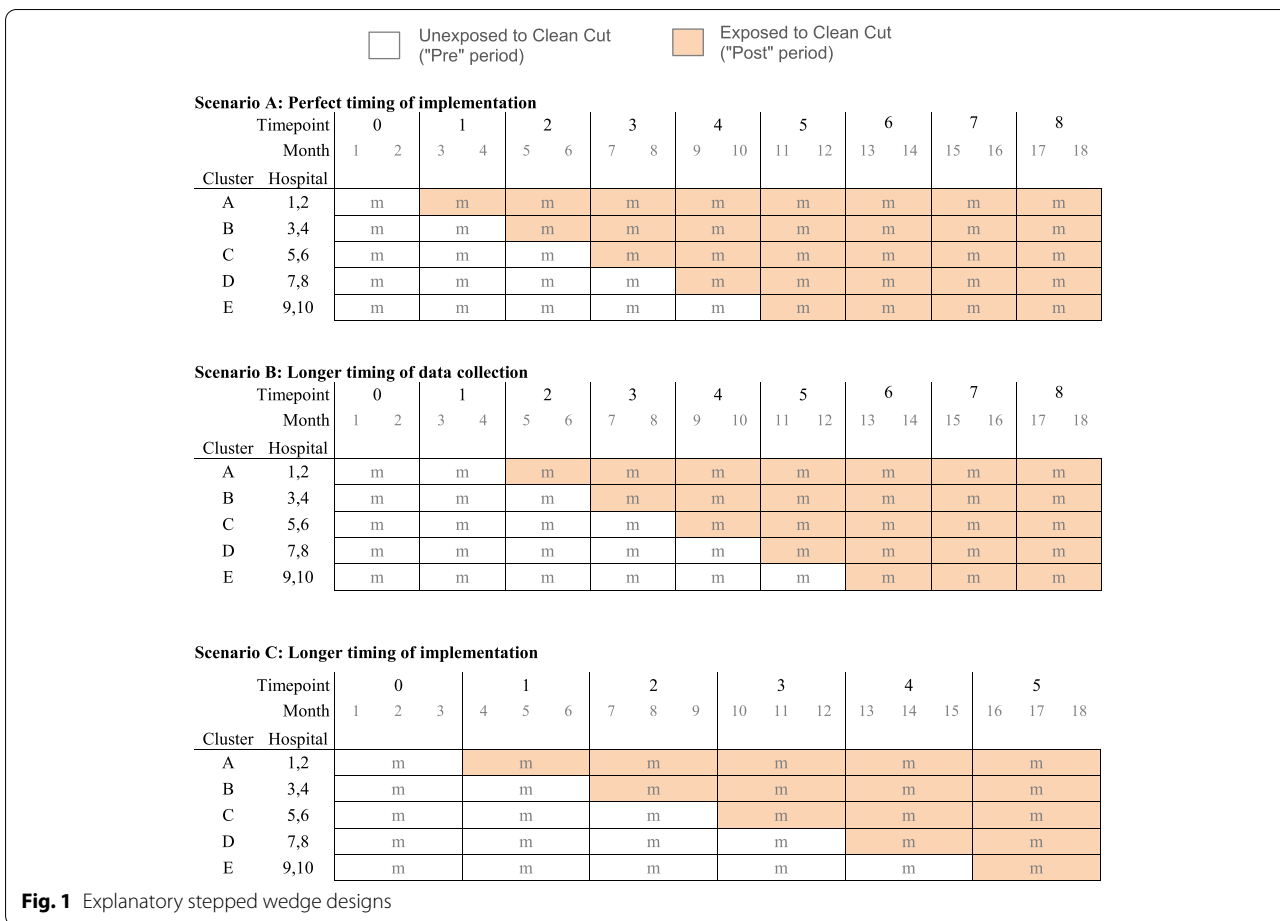 Unexposed to Clean Cut
("Pre" period)
Exposed to Clean Cut
("Post" period)
Scenario A: Perfect timing of implementation
Timepoint 0 1 2 3 4 5 6 7 8
Month 1 2 3 4 5 6 7 8 9 10 11 12 13 14 15 16 17 18
Cluster Hospital
A 1,2 m m m m m m m m m
B 3,4 m m m m m m m m m
C 5,6 m m m m m m m m m
D 7,8 m m m m m m m m m
E 9,10 m m m m m m m m m
Scenario B: Longer timing of data collection
Timepoint 0 1 2 3 4 5 6 7 8
Month 1 2 3 4 5 6 7 8 9 10 11 12 13 14 15 16 17 18
Cluster Hospital
A 1,2 m m m m m m m m m
B 3,4 m m m m m m m m m
C 5,6 m m m m m m m m m
D 7,8 m m m m m m m m m
E 9,10 m m m m m m m m m
Scenario C: Longer timing of implementation
Timepoint 0 1 2 3 4 5
Month 1 2 3 4 5 6 7 8 9 10 11 12 13 14 15 16 17 18
Cluster Hospital
A 1,2 m m m m m m
B 3,4 m m m m m m
C 5,6 m m m m m m
D 7,8 m m m m m m
E 9,10 m m m m m m
Fig. 1 Explanatory stepped wedge designs